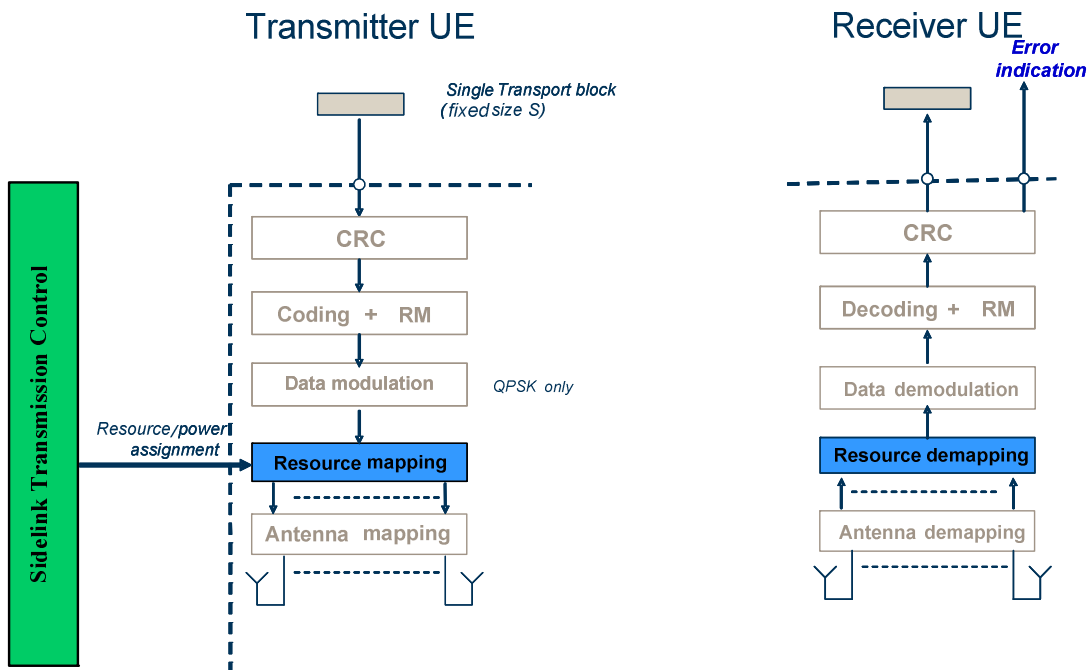 Transmitter UE
Receiver UE
Error
indication
Single Transport block
(fixed size S)
CRC
CRC
Coding + RM
Decoding + RM
Data modulation
QPSK only
Data demodulation
Sidelink Transmission Control
Resource/power
assignment
Resource mapping
Resource demapping
Antenna mapping
Antenna demapping